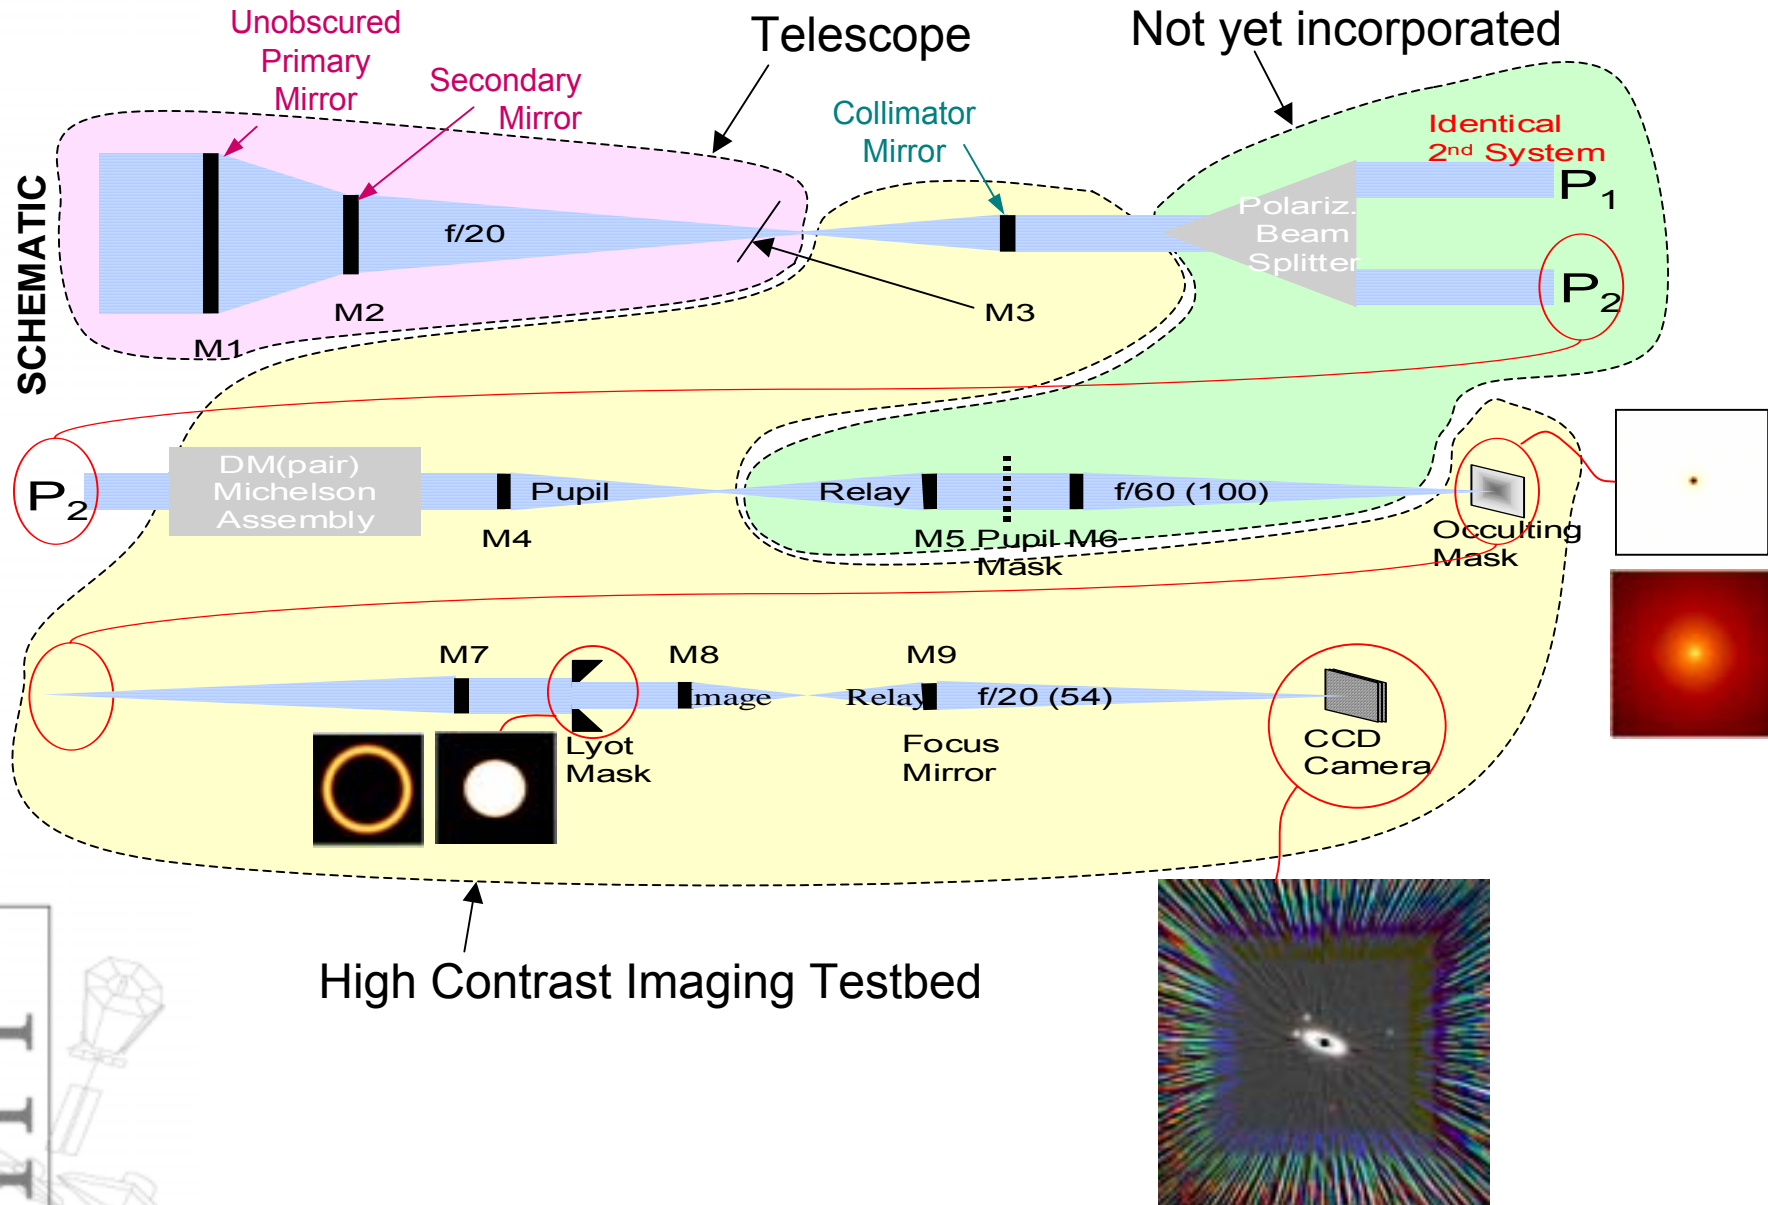 Unobscured
Primary
Mirror
Secondary
Mirror
Telescope
Not yet incorporated
Collimator
Mirror
Identical
2nd System
SCHEMATIC
f/20
Polariz.
Beam
Splitter
P1
P2
M1
M2
M3
P2
DM(pair)
Michelson
Assembly
Pupil
M4
Relay
M5
Pupil
Mask
M6
f/60 (100)
Occulting
Mask
M7
Lyot
Mask
M8
Image
M9
Relay
f/20 (54)
Focus
Mirror
CCD
Camera
High Contrast Imaging Testbed